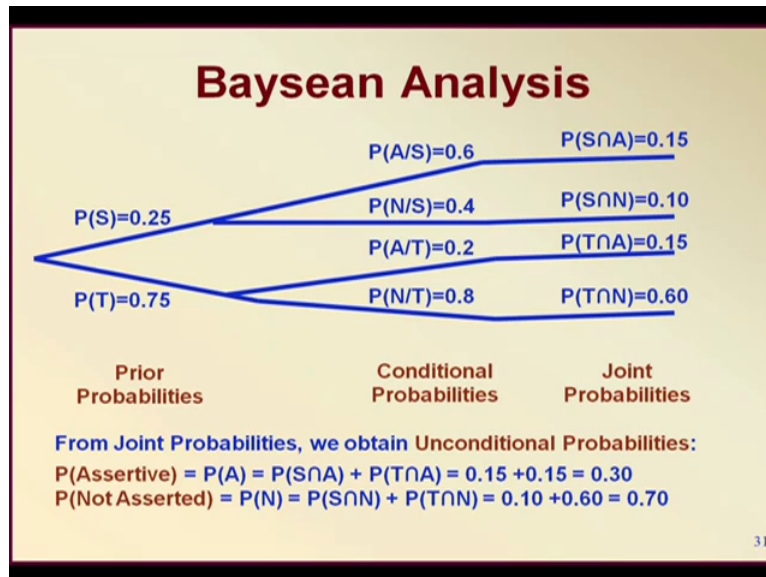 Baysean Analysis
P(A/S)=0.6
P(S∩A)=0.15
P(S)=0.25
P(N/S)=0.4
P(S∩N)=0.10
P(A/T)=0.2
P(T∩A)=0.15
P(T)=0.75
P(N/T)=0.8
P(T∩N)=0.60
Prior
Probabilities
Conditional
Probabilities
Joint
Probabilities
From Joint Probabilities, we obtain Unconditional Probabilities:
P(Assertive) = P(A) = P(S∩A) + P(T∩A) = 0.15 +0.15 = 0.30
P(Not Asserted) = P(N) = P(S∩N) + P(T∩N) = 0.10 +0.60 = 0.70
31